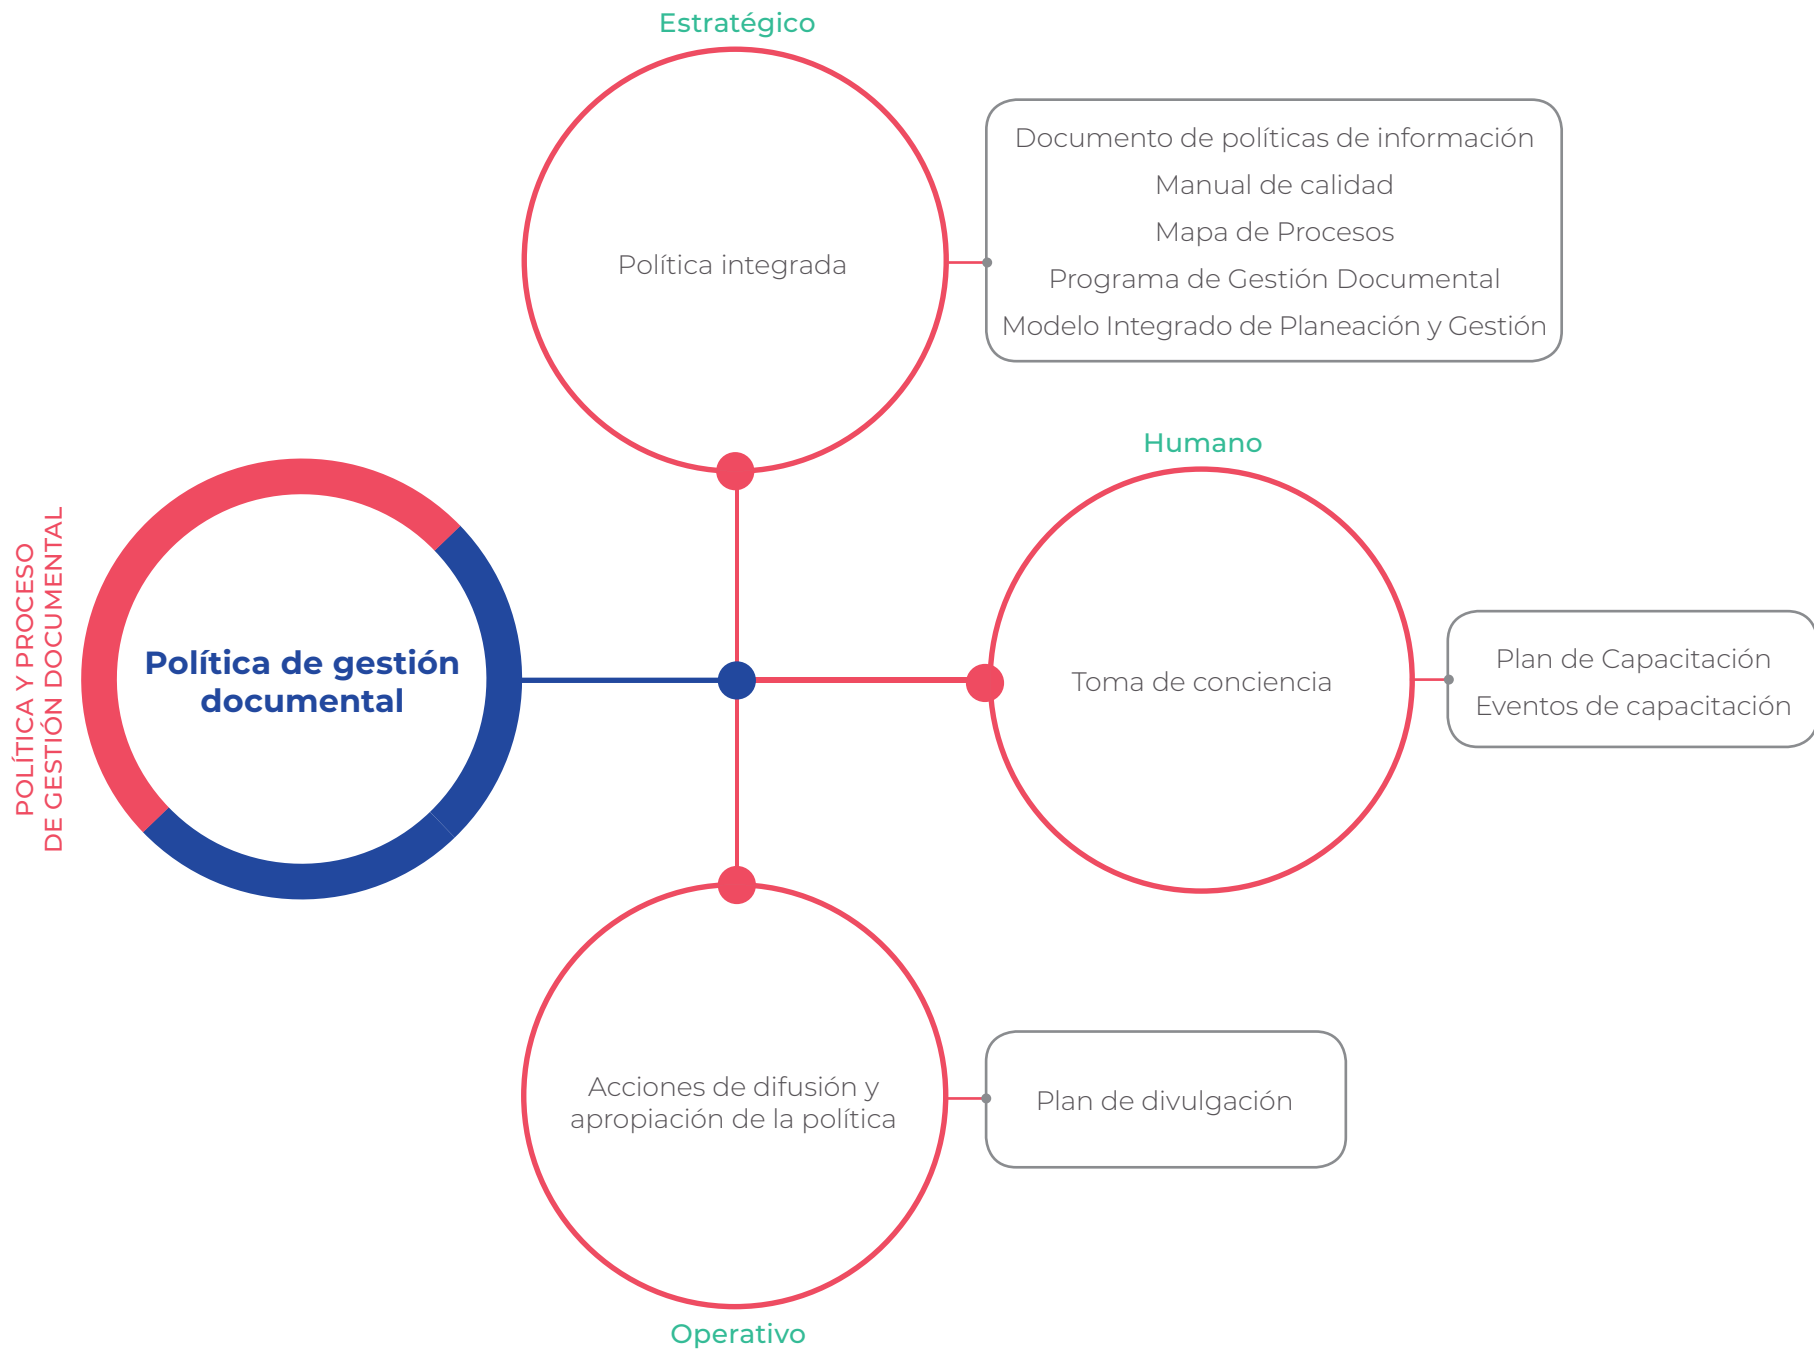 Estratégico
Política integrada
Documento de políticas de información
Manual de calidad
Mapa de Procesos
Programa de Gestión Documental
Modelo Integrado de Planeación y Gestión
POLÍTICA Y PROCESO
DE GESTIÓN DOCUMENTAL
Política de gestión
documental
Humano
Toma de conciencia
Plan de Capacitación
Eventos de capacitación
Acciones de difusión y
apropiación de la política
Plan de divulgación
Operativo